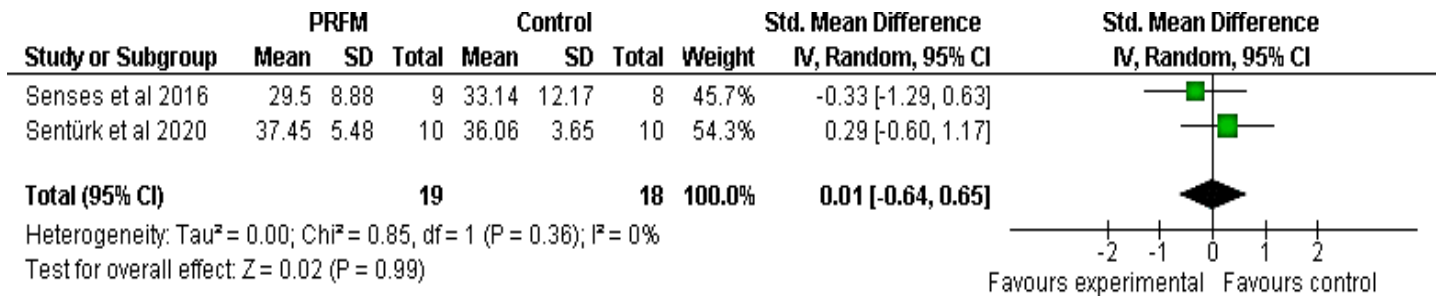 PRFM Control Std. Mean Difference Std. Mean Difference
Study or Subgroup Mean SD Total Mean SD Total Weight IV, Random, 95% CI IV, Random, 95% CI
Senses et al 2016 29.5 8.88 9 33.14 12.17 8 45.7% -0.33 [-1.29, 0.63]
Sentürk et al 2020 37.45 5.48 10 36.06 3.65 10 54.3% 0.29 [-0.60, 1.17]
Total (95% CI) 19 18 100.0% 0.01 [-0.64, 0.65]
Heterogeneity: Tau² = 0.00; Chi² = 0.85, df = 1 (P = 0.36); I² = 0%
Test for overall effect: Z = 0.02 (P = 0.99)
-2 -1 0 1 2
Favours experimental Favours control